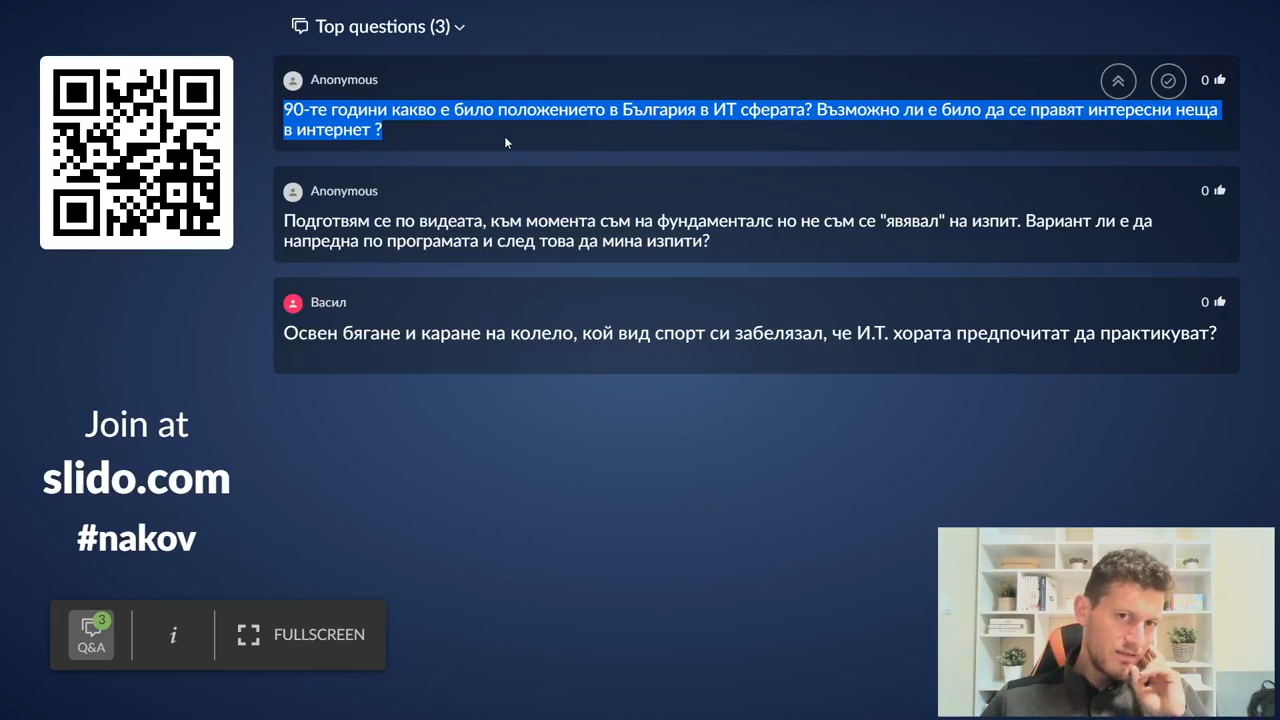 Top questions (3)
Anonymous
0
90-те години какво е било положението в България в ИТ сферата? Възможно ли е било да се правят интересни неща
в интернет ?
Anonymous
0
Подготвям се по видеата, към момента съм на фундаменталс но не съм се "явявал" на изпит. Вариант ли е да
напредна по програмата и след това да мина изпити?
Васил
0
Освен бягане и каране на колело, кой вид спорт си забелязал, че И.Т. хората предпочитат да практикуват?
Join at
slido.com
#nakov
3
Q&A
i
FULLSCREEN